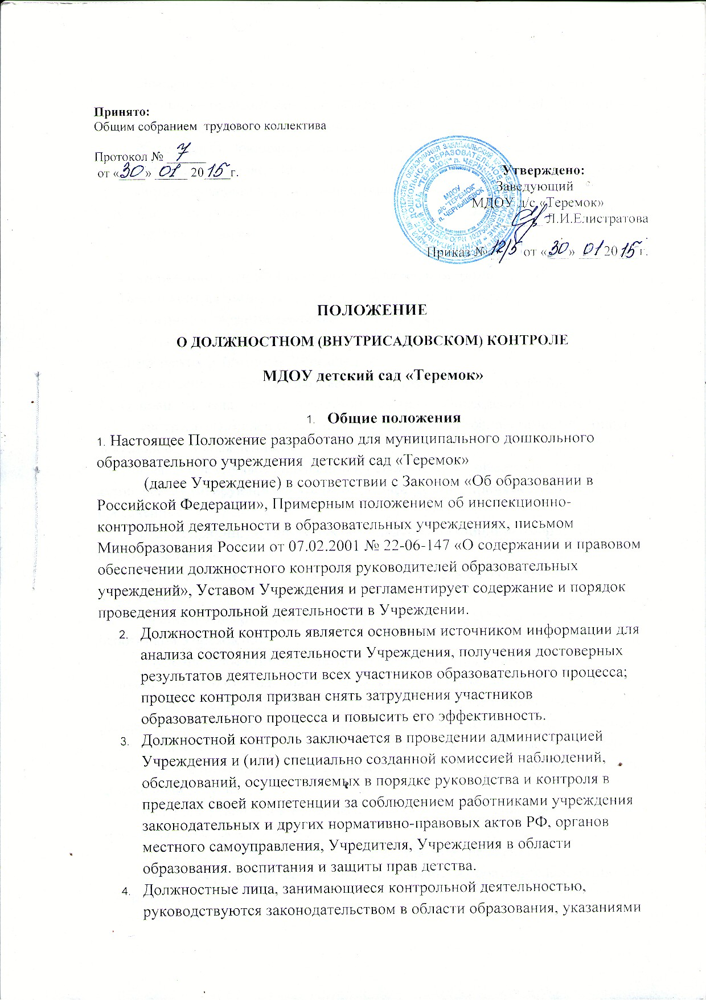 Принято:
Общим собранием трудового коллектива
Протокол № 7
от «30» 01 2015 г.
Утверждено:
Заведующий
МДОУ д/с «Теремок»
Л.И.Елистратова
Приказ № 12/5 от «30» 01 2015 г.
МДОУ
д/с "ТЕРЕМОК"
п. ЧЕРНЫШЕВСК
ПОЛОЖЕНИЕ
О ДОЛЖНОСТНОМ (ВНУТРИСАДОВСКОМ) КОНТРОЛЕ
МДОУ детский сад «Теремок»
1. Общие положения
1. Настоящее Положение разработано для муниципального дошкольного
образовательного учреждения детский сад «Теремок»
(далее Учреждение) в соответствии с Законом «Об образовании в
Российской Федерации», Примерным положением об инспекционно-
контрольной деятельности в образовательных учреждениях, письмом
Минобразования России от 07.02.2001 № 22-06-147 «О содержании и правовом
обеспечении должностного контроля руководителей образовательных
учреждений», Уставом Учреждения и регламентирует содержание и порядок
проведения контрольной деятельности в Учреждении.
2. Должностной контроль является основным источником информации для
анализа состояния деятельности Учреждения, получения достоверных
результатов деятельности всех участников образовательного процесса;
процесс контроля призван снять затруднения участников
образовательного процесса и повысить его эффективность.
3. Должностной контроль заключается в проведении администрацией
Учреждения и (или) специально созданной комиссией наблюдений,
обследований, осуществляемых в порядке руководства и контроля в
пределах своей компетенции за соблюдением работниками учреждения
законодательных и других нормативно-правовых актов РФ, органов
местного самоуправления, Учредителя, Учреждения в области
образования. воспитания и защиты прав детства.
4. Должностные лица, занимающиеся контрольной деятельностью,
руководствуются законодательством в области образования, указаниями